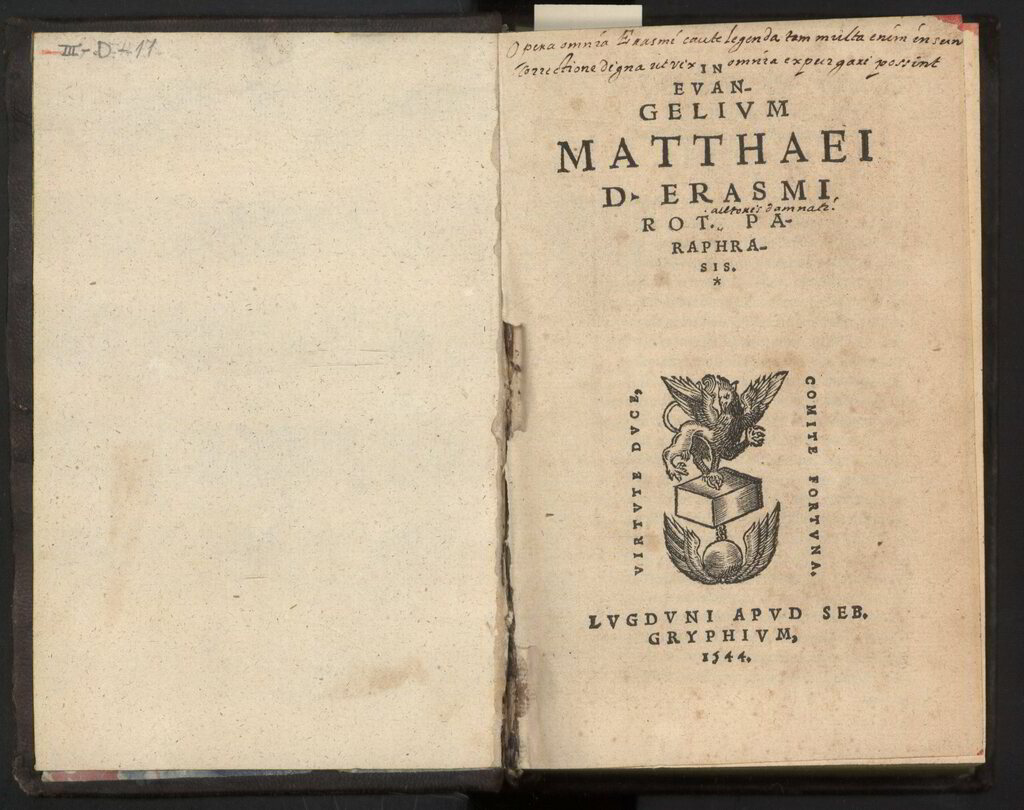 III-D-17
Opera omnia Erasmi caute legenda tam multa enim insunt
correctione digna ut vix omnia expurgari possint
IN
EVAN-
GELIVM
MATTHAEI
D. ERASMI
auctoris damnati.
ROT. PA-
RAPHRA-
SIS.
*
VIRTVTE DVCE,
COMITE FORTVNA.
LVGDVNI APVD SEB.
GRYPHIVM,
1544.